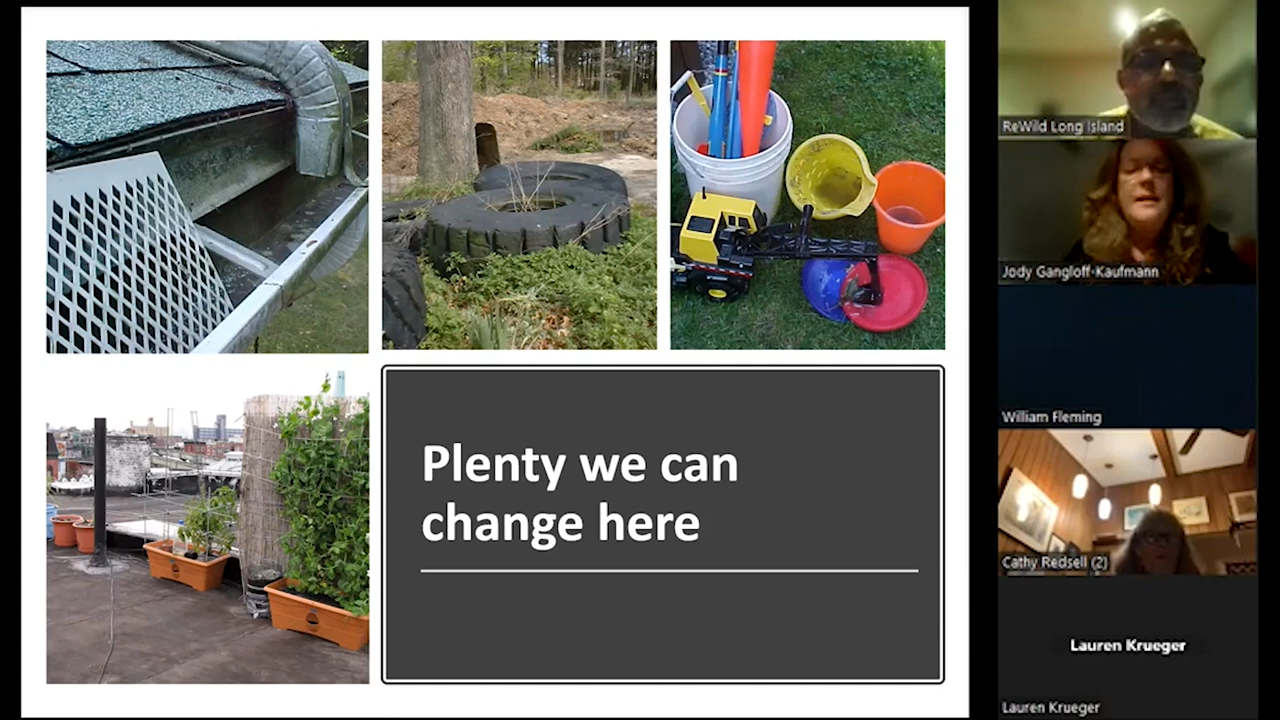 Plenty we can
change here
ReWild Long Island
Jody Gangloff-Kaufmann
William Fleming
Cathy Redsell (2)
Lauren Krueger
Lauren Krueger